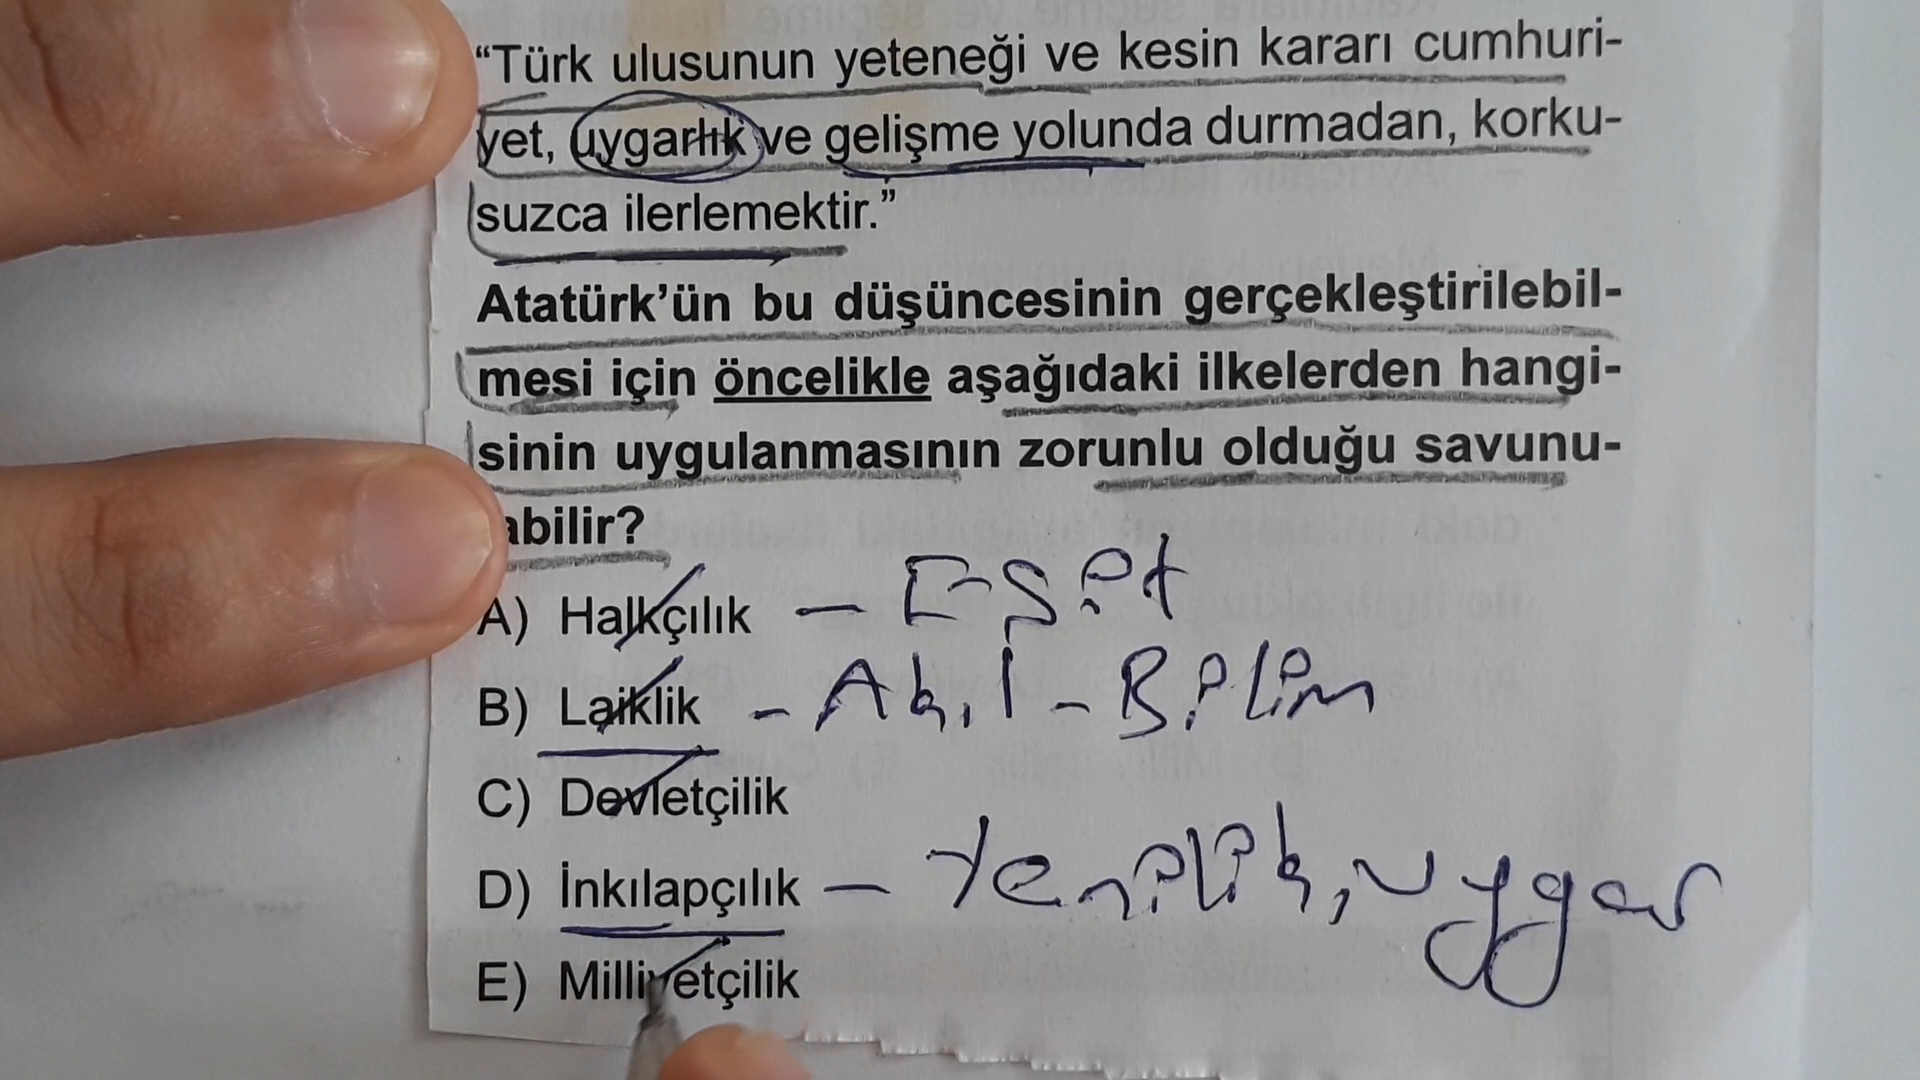 “Türk ulusunun yeteneği ve kesin kararı cumhuri-
yet, uygarlık ve gelişme yolunda durmadan, korku-
suzca ilerlemektir.”
Atatürk’ün bu düşüncesinin gerçekleştirilebil-
mesi için öncelikle aşağıdaki ilkelerden hangi-
sinin uygulanmasının zorunlu olduğu savunu-
abilir?
A) Halkçılık – Eşit
B) Laiklik - Akıl - Bilim
C) Devletçilik
D) İnkılapçılık – Yenilik, uygar
E) Milliyetçilik